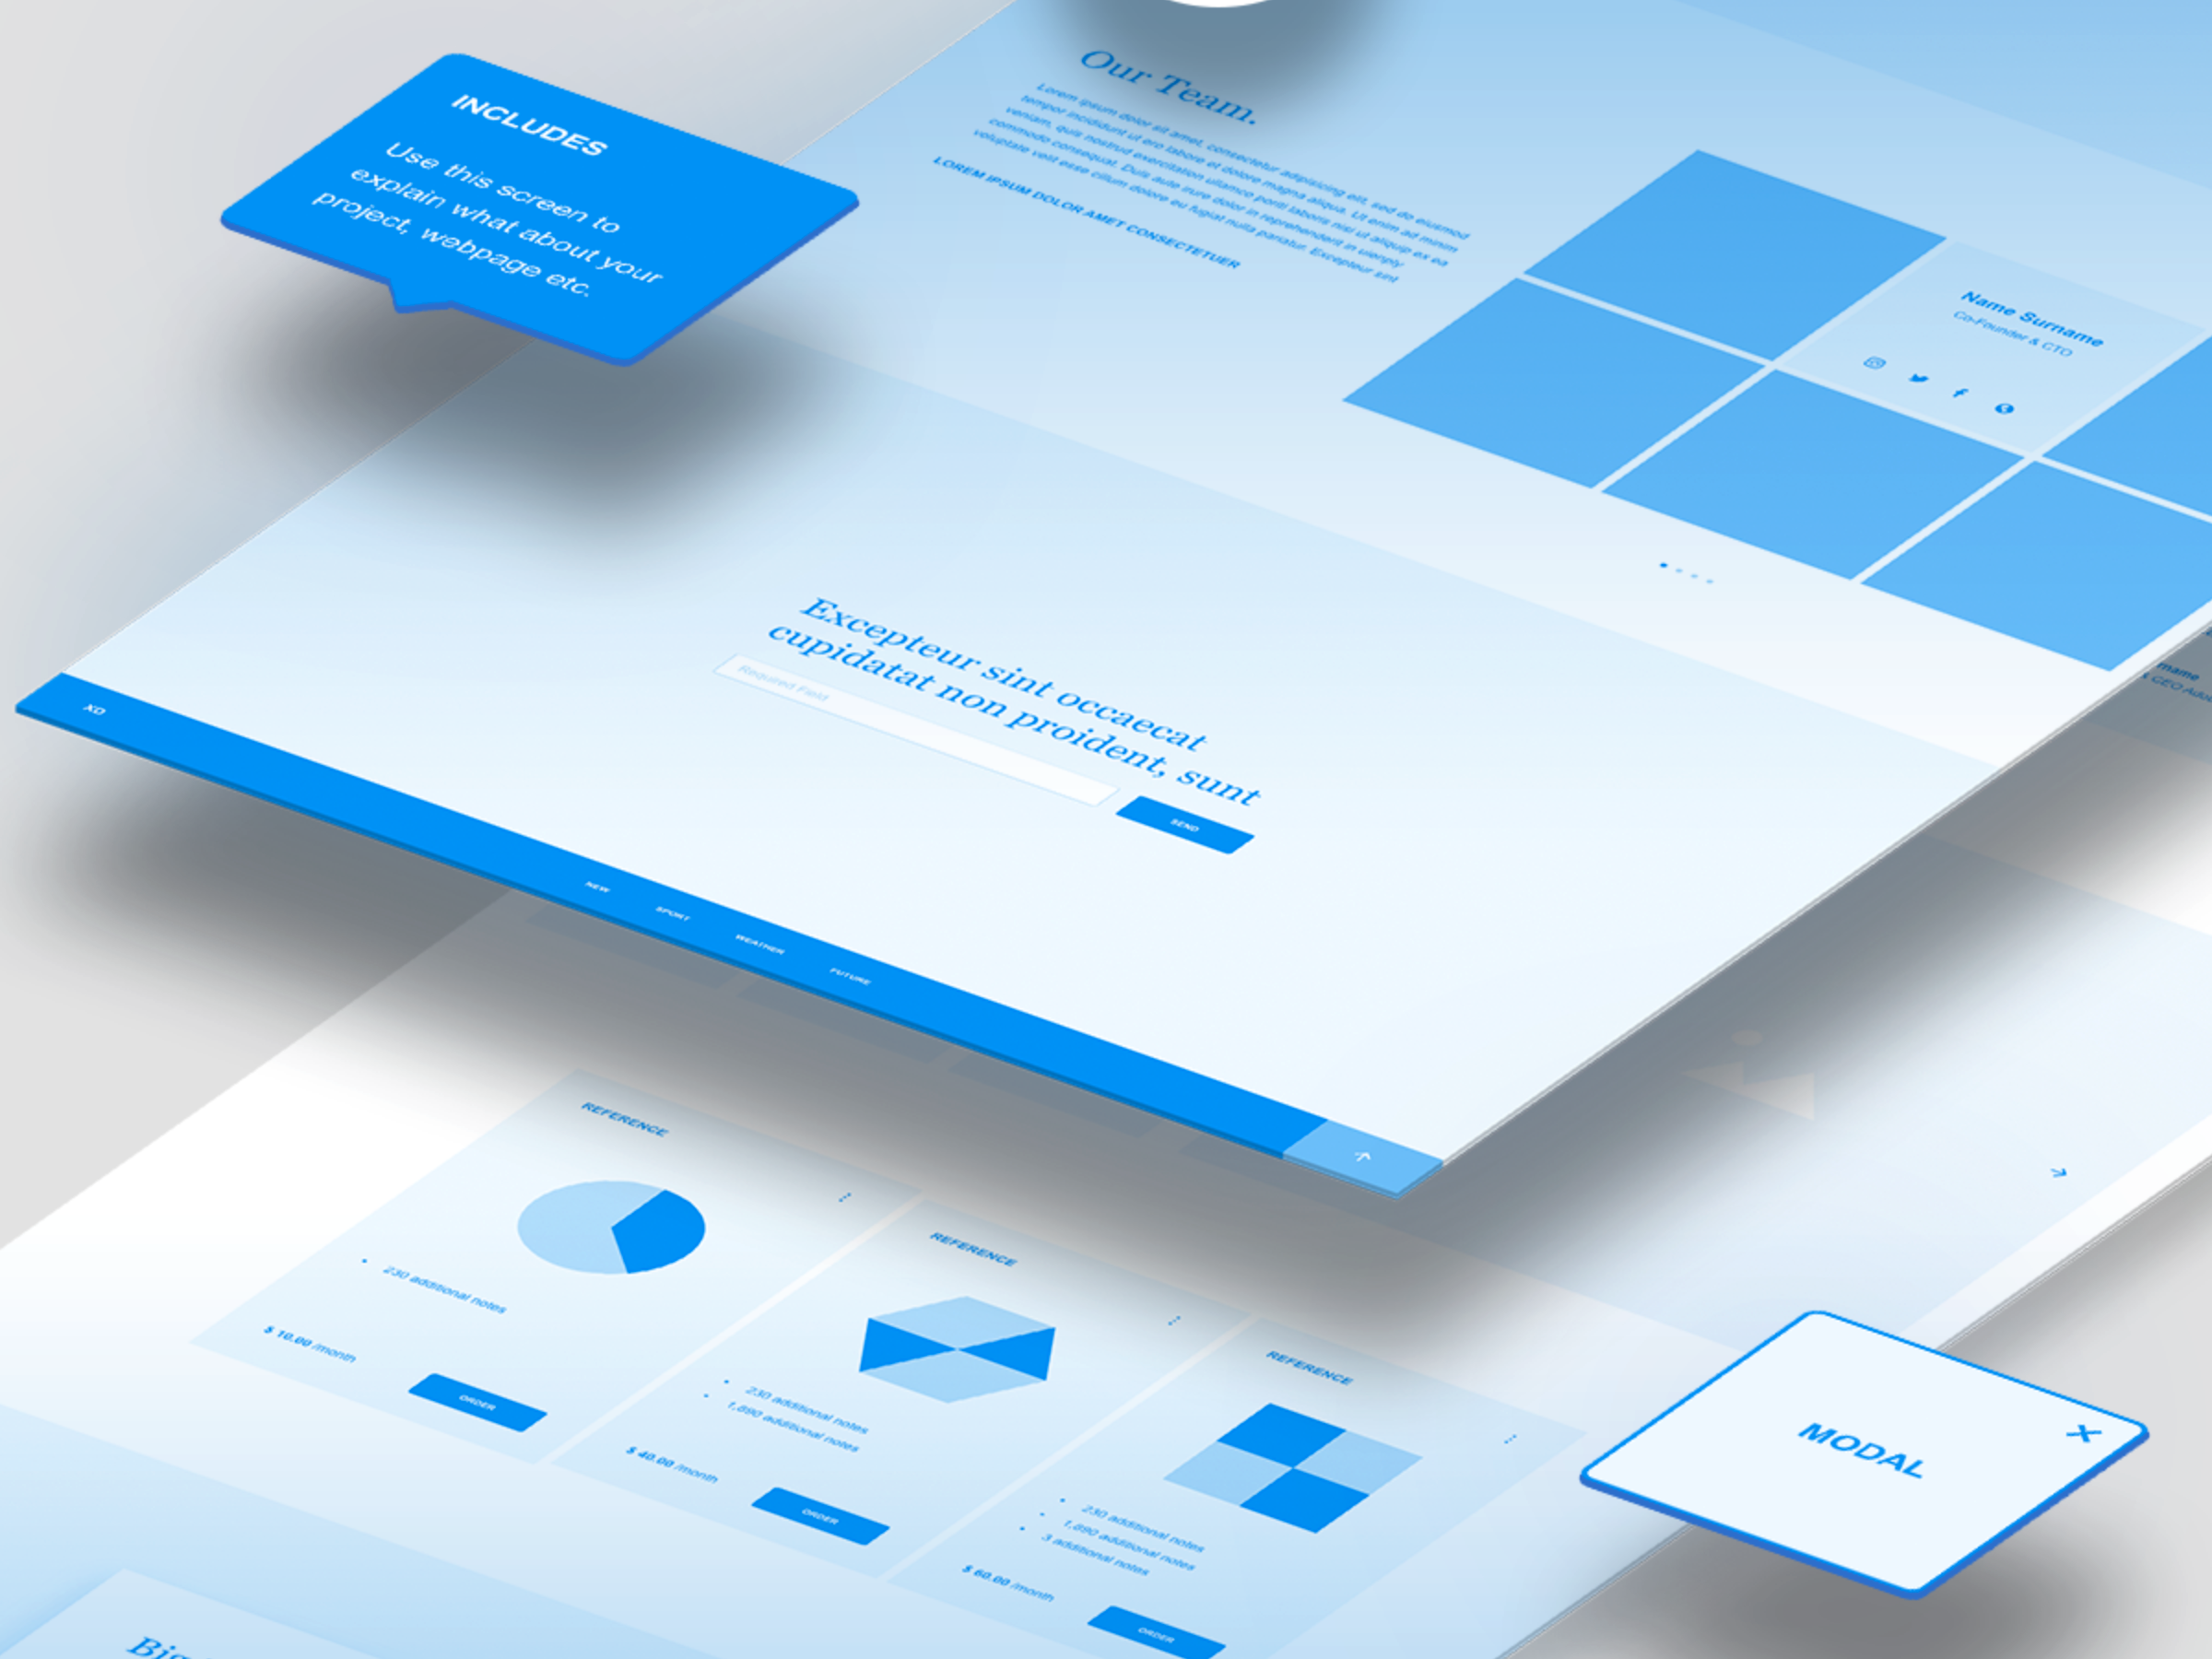 INCLUDES
Use this screen to
explain what about your
project, webpage etc.
Our Team.
Lorem ipsum dolor sit amet, consectetur adipisicing elit, sed do eiusmod
tempor incididunt ut ero labore et dolore magna aliqua. Ut enim ad minim
veniam, quis nostrud exercitation ullamco poriti laboris nisi ut aliquip ex ea
commodo consequat. Duis aute irure dolor in reprehenderit in uienply
voluptate velit esse cillum dolore eu fugiat nulla pariatur. Excepteur sint
LOREM IPSUM DOLOR AMET CONSECTETUER
Name Surname
Co-Founder & CTO
Excepteur sint occaecat
cupidatat non proident, sunt
Required Field
SEND
XD
NEW
SPORT
WEATHER
FUTURE
REFERENCE
230 additional notes
$ 10.00 /month
ORDER
REFERENCE
230 additional notes
1,890 additional notes
$ 40.00 /month
ORDER
REFERENCE
230 additional notes
1,890 additional notes
3 additional notes
$ 60.00 /month
ORDER
MODAL